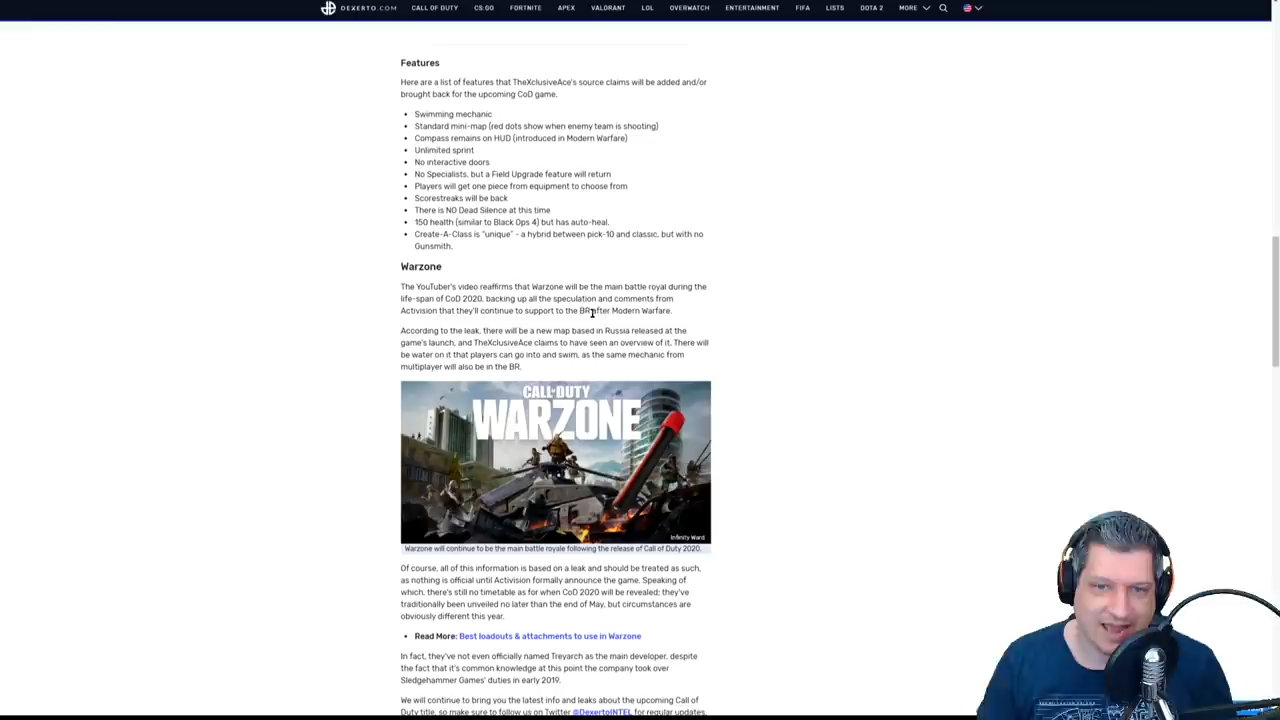 DEXERTO.COM CALL OF DUTY CS:GO FORTNITE APEX VALORANT LOL OVERWATCH ENTERTAINMENT FIFA LISTS DOTA 2 MORE
Features
Here are a list of features that TheXclusiveAce's source claims will be added and/or
brought back for the upcoming CoD game.
• Swimming mechanic
• Standard mini-map (red dots show when enemy team is shooting)
• Compass remains on HUD (introduced in Modern Warfare)
• Unlimited sprint
• No interactive doors
• No Specialists, but a Field Upgrade feature will return
• Players will get one piece from equipment to choose from
• Scorestreaks will be back
• There is NO Dead Silence at this time
• 150 health (similar to Black Ops 4) but has auto-heal.
• Create-A-Class is "unique" - a hybrid between pick-10 and classic, but with no
Gunsmith.
Warzone
The YouTuber's video reaffirms that Warzone will be the main battle royal during the
life-span of CoD 2020, backing up all the speculation and comments from
Activision that they'll continue to support to the BR after Modern Warfare.
According to the leak, there will be a new map based in Russia released at the
game's launch, and TheXclusiveAce claims to have seen an overview of it. There will
be water on it that players can go into and swim, as the same mechanic from
multiplayer will also be in the BR.
CALL OF DUTY
WARZONE
Infinity Ward
Warzone will continue to be the main battle royale following the release of Call of Duty 2020.
Of course, all of this information is based on a leak and should be treated as such,
as nothing is official until Activision formally announce the game. Speaking of
which, there's still no timetable as for when CoD 2020 will be revealed; they've
traditionally been unveiled no later than the end of May, but circumstances are
obviously different this year.
• Read More: Best loadouts & attachments to use in Warzone
In fact, they've not even officially named Treyarch as the main developer, despite
the fact that it's common knowledge at this point the company took over
Sledgehammer Games' duties in early 2019.
We will continue to bring you the latest info and leaks about the upcoming Call of
Duty title, so make sure to follow us on Twitter @DexertoINTEL for regular updates.